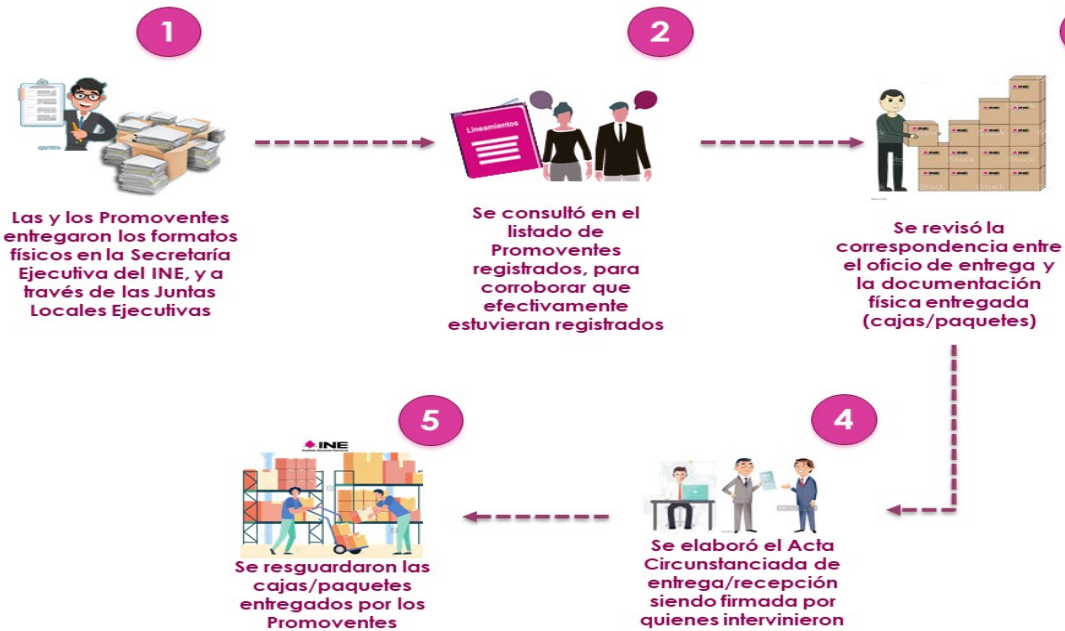 1
Las y los Promoventes
entregaron los formatos
físicos en la Secretaría
Ejecutiva del INE, y a
través de las Juntas
Locales Ejecutivas
2
Lineamientos
Se consultó en el
listado de
Promoventes
registrados, para
corroborar que
efectivamente
estuvieran registrados
INE
Se revisó la
correspondencia entre
el oficio de entrega y
la documentación
física entregada
(cajas/paquetes)
4
Se elaboró el Acta
Circunstanciada de
entrega/recepción
siendo firmada por
quienes intervinieron
5
INE
Instituto Nacional Electoral
Se resguardaron las
cajas/paquetes
entregados por los
Promoventes